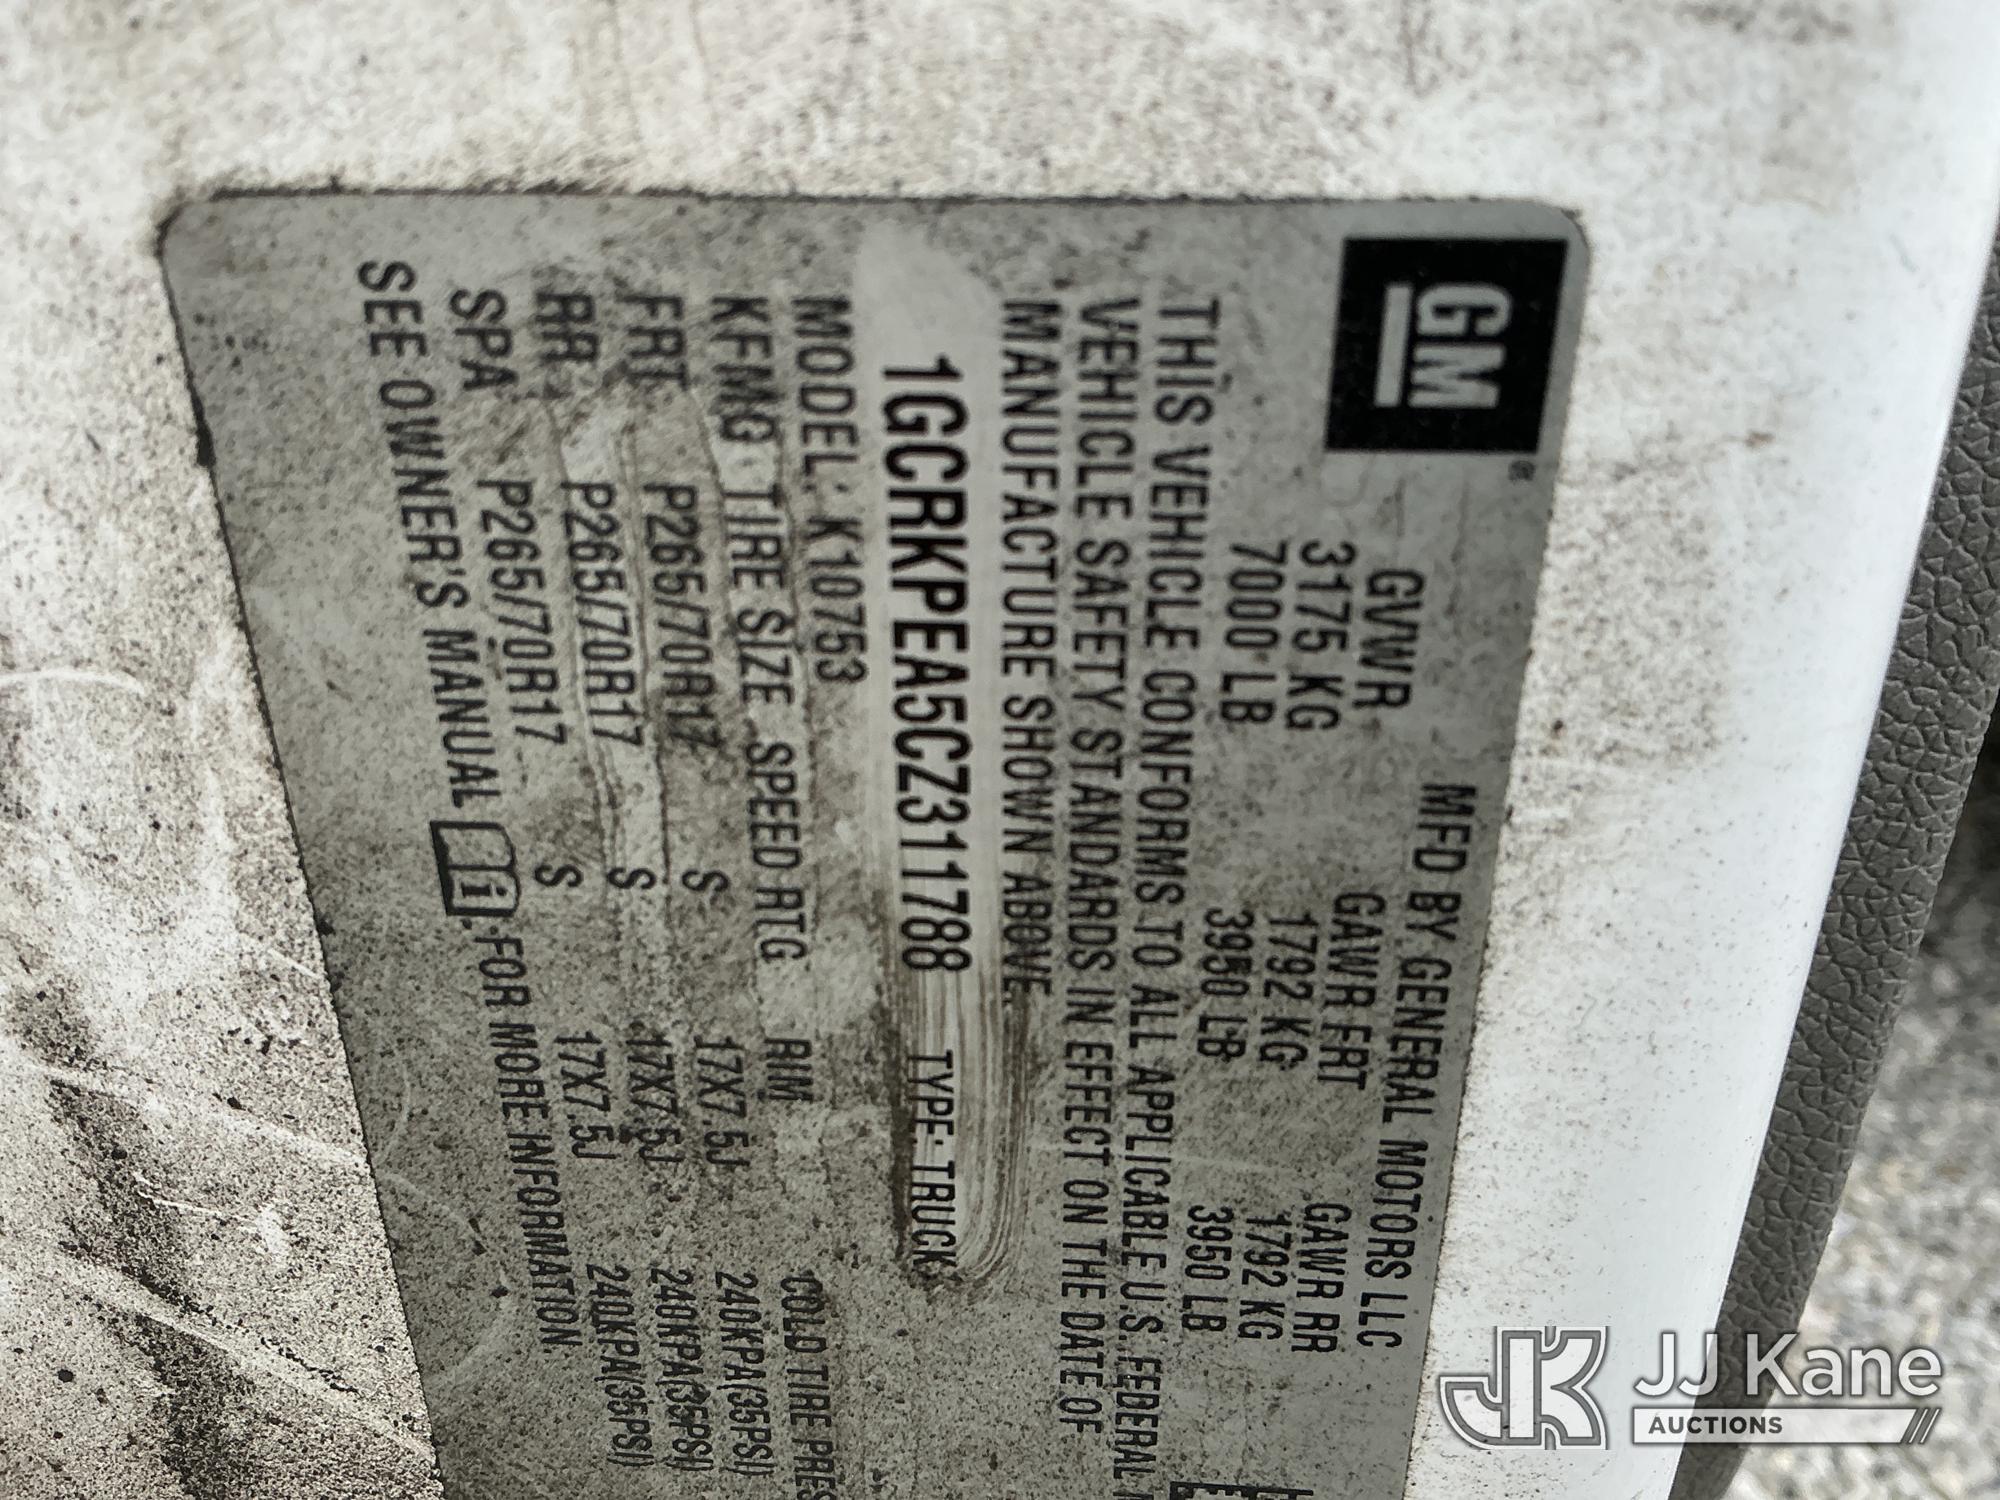 GM
MFD BY GENERAL MOTORS LLC
GVWR GAWR FRT GAWR RR
3175 KG 1792 KG 1792 KG
7000 LB 3950 LB 3950 LB
THIS VEHICLE CONFORMS TO ALL APPLICABLE U.S. FEDERAL
VEHICLE SAFETY STANDARDS IN EFFECT ON THE DATE OF
MANUFACTURE SHOWN ABOVE.
1GCRKPEA5CZ311788 TYPE: TRUCK
MODEL: K10753
KFMG TIRE SIZE SPEED RTG RIM COLD TIRE
FRT P265/70R17 S 17X7.5J 240KPA(35PSI)
RR P265/70R17 S 17X7.5J 240KPA(35PSI)
SPA P265/70R17 S 17X7.5J 240KPA(35PSI)
SEE OWNER'S MANUAL i FOR MORE INFORMATION.
JK JJ Kane
AUCTIONS